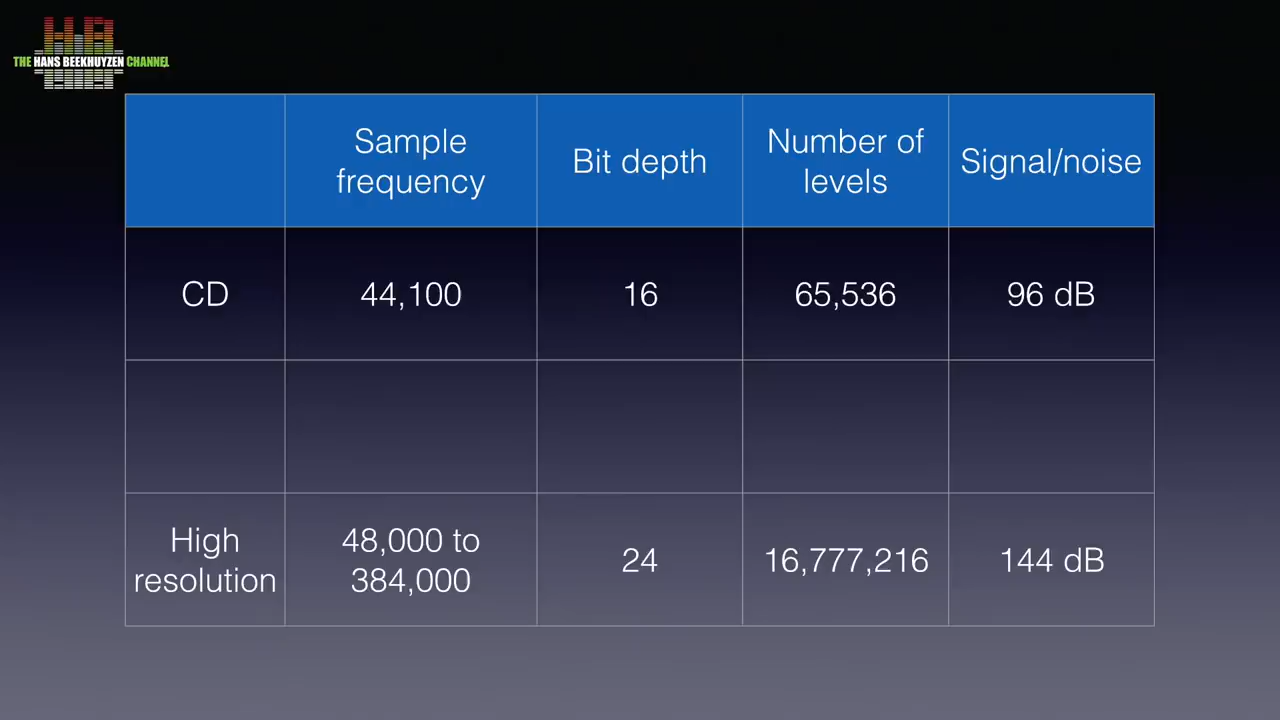 THE HANS BEEKHUYZEN CHANNEL
Sample
frequency
Bit depth
Number of
levels
Signal/noise
CD
44,100
16
65,536
96 dB
High
resolution
48,000 to
384,000
24
16,777,216
144 dB